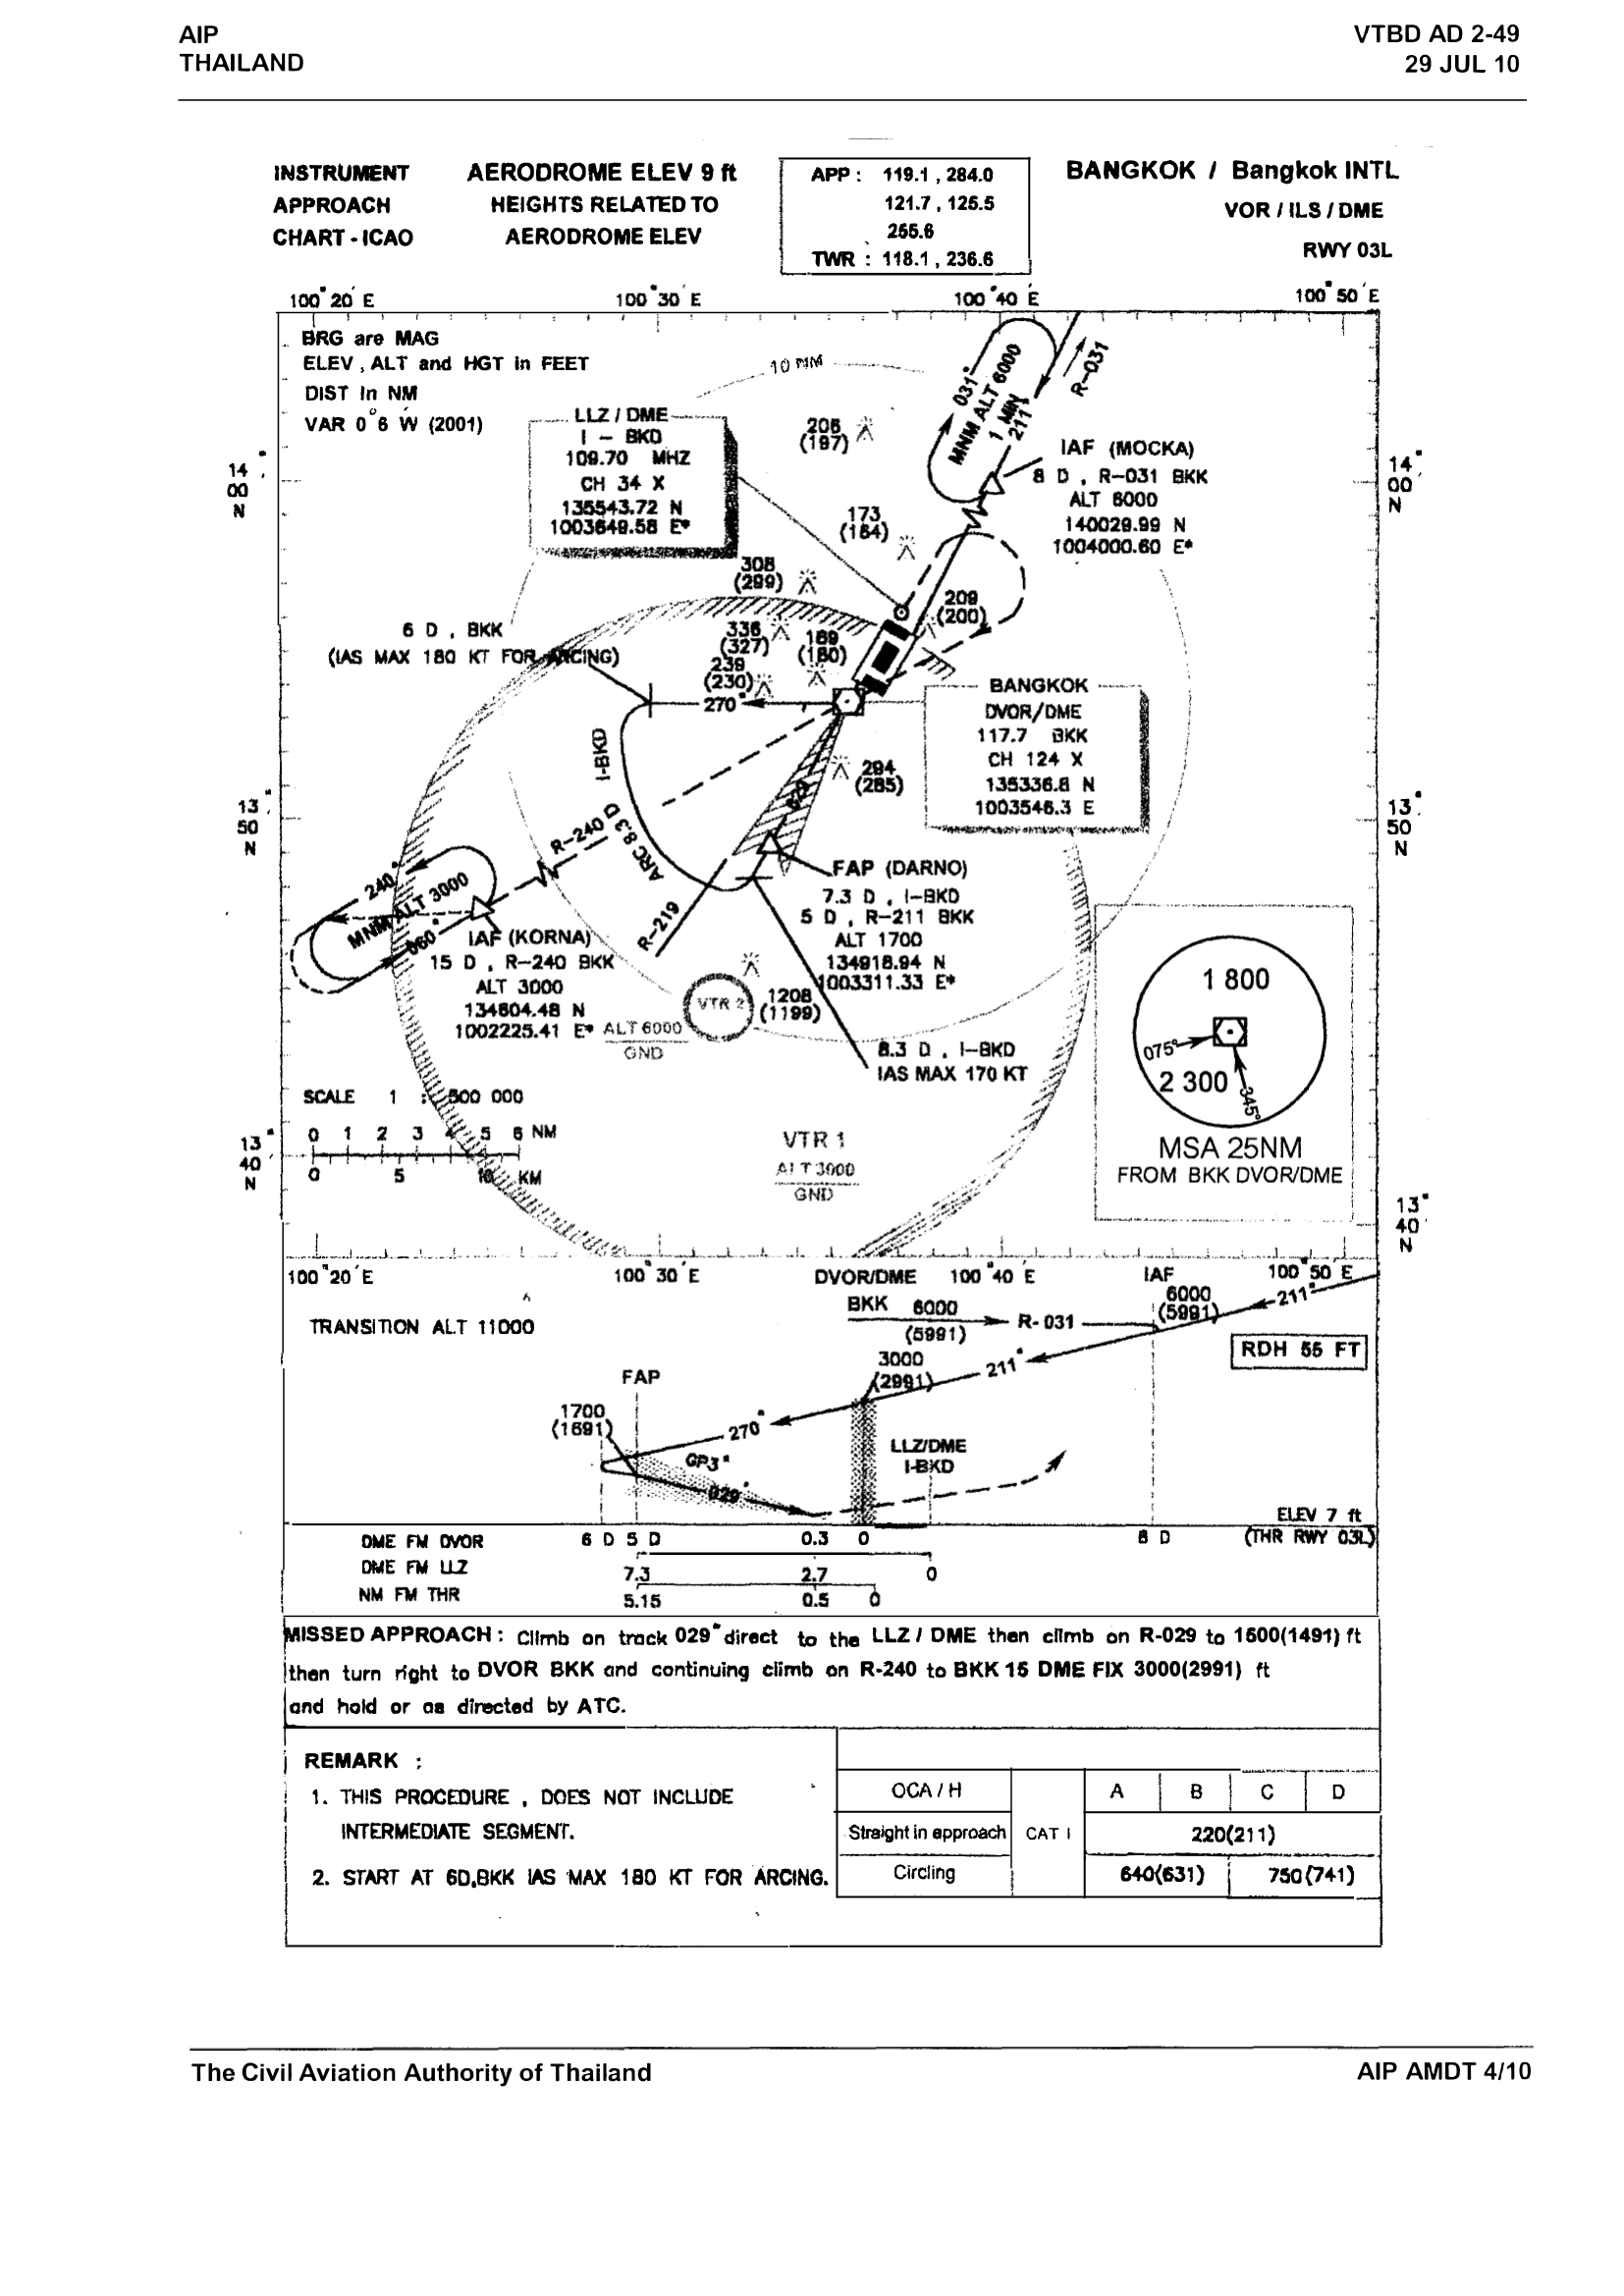 AIP
THAILAND
VTBD AD 2-49
29 JUL 10
INSTRUMENT
APPROACH
CHART - ICAO
AERODROME ELEV 9 ft
HEIGHTS RELATED TO
AERODROME ELEV
APP : 119.1 , 284.0
121.7 , 125.5
255.6
TWR : 118.1 , 236.6
BANGKOK / Bangkok INTL
VOR / ILS / DME
RWY 03L
100° 20' E
100° 30' E
100° 40' E
100° 50' E
BRG are MAG
ELEV , ALT and HGT in FEET
DIST in NM
VAR 0° 6' W (2001)
10 NM
LLZ / DME
I - BKD
109.70 MHZ
CH 34 X
135543.72 N
1003649.58 E*
031°
MNM ALT 6000
1 MIN
211°
R-031
IAF (MOCKA)
8 D , R-031 BKK
ALT 6000
140029.99 N
1004000.60 E*
14°
00'
N
14°
00'
N
206
(197)
173
(164)
308
(299)
209
(200)
336
(327)
189
(180)
239
(230)
6 D , BKK
(IAS MAX 180 KT FOR ARCING)
270°
BANGKOK
DVOR/DME
117.7 BKK
CH 124 X
135336.8 N
1003546.3 E
294
(285)
I-BKD
ARC 8.3 D
R-240
029°
13°
50'
N
13°
50'
N
FAP (DARNO)
7.3 D , I-BKD
5 D , R-211 BKK
ALT 1700
134918.94 N
1003311.33 E*
R-219
240°
MNM ALT 3000
060°
IAF (KORNA)
15 D , R-240 BKK
ALT 3000
134604.48 N
1002225.41 E*
VTR 2
ALT 6000
GND
1208
(1199)
8.3 D , I-BKD
IAS MAX 170 KT
1 800
075°
2 300
345°
MSA 25NM
FROM BKK DVOR/DME
SCALE 1 : 500 000
0 1 2 3 4 5 6 NM
0 5 10 KM
VTR 1
ALT 3000
GND
13°
40'
N
13°
40'
N
100° 20' E
100° 30' E
DVOR/DME
100° 40' E
IAF
100° 50' E
BKK
6000
(5991)
R-031
6000
(5991)
211°
TRANSITION ALT 11000
RDH 55 FT
3000
(2991)
211°
FAP
1700
(1691)
270°
GP3°
029°
LLZ/DME
I-BKD
ELEV 7 ft
(THR RWY 03L)
DME FM DVOR 6 D 5 D 0.3 0 8 D
DME FM LLZ 7.3 2.7 0
NM FM THR 5.15 0.5 0
MISSED APPROACH : Climb on track 029° direct to the LLZ / DME then climb on R-029 to 1500(1491) ft
then turn right to DVOR BKK and continuing climb on R-240 to BKK 15 DME FIX 3000(2991) ft
and hold or as directed by ATC.
REMARK :
1. THIS PROCEDURE , DOES NOT INCLUDE
INTERMEDIATE SEGMENT.
2. START AT 6D,BKK IAS MAX 180 KT FOR ARCING.
OCA / H A B C D
Straight in approach CAT I 220(211)
Circling 640(631) 750(741)
The Civil Aviation Authority of Thailand
AIP AMDT 4/10